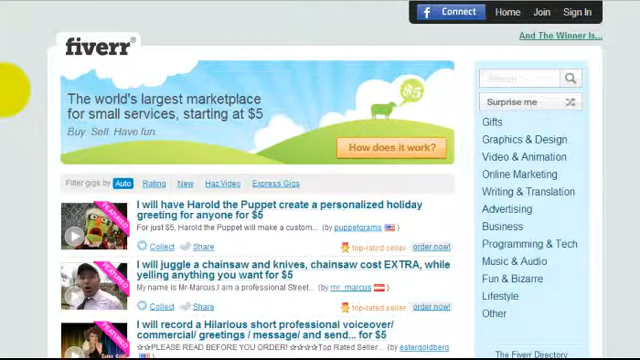 Connect Home Join Sign In
And The Winner Is...
fiverr®
The world's largest marketplace
for small services, starting at $5
Buy. Sell. Have fun.
$5
How does it work?
Search...
Surprise me
Gifts
Graphics & Design
Video & Animation
Online Marketing
Writing & Translation
Advertising
Business
Programming & Tech
Music & Audio
Fun & Bizarre
Lifestyle
Other
The Fiverr Directory
Filter gigs by Auto Rating New Haz Video Express Gigs
FEATURED
I will have Harold the Puppet create a personalized holiday
greeting for anyone for $5
For just $5, Harold the Puppet will make a custom... (by puppetgrams)
Collect Share top-rated seller order now!
FEATURED
I will juggle a chainsaw and knives, chainsaw cost EXTRA, while
yelling anything you want for $5
My name is Mr-Marcus,I am a professional Street... (by mr_marcus)
Collect Share top-rated seller order now!
FEATURED
I will record a Hilarious short professional voiceover/
commercial/ greetings / message/ and send... for $5
☆☆PLEASE READ BEFORE YOU ORDER! ☆☆☆☆Top Rated Seller... (by astergoldberg